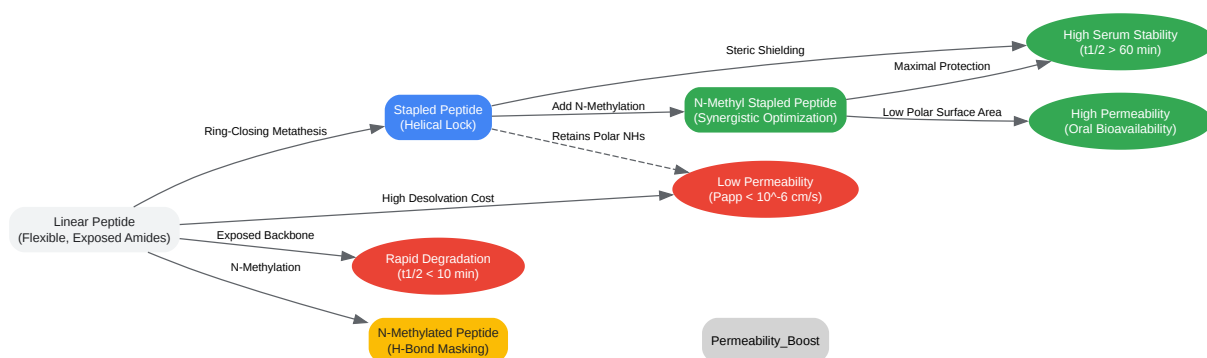 High Serum Stability
(t1/2 > 60 min)
Steric Shielding
Maximal Protection
Stapled Peptide
(Helical Lock)
Add N-Methylation
N-Methyl Stapled Peptide
(Synergistic Optimization)
Low Polar Surface Area
High Permeability
(Oral Bioavailability)
Ring-Closing Metathesis
Retains Polar NHs
Low Permeability
(Papp < 10^-6 cm/s)
High Desolvation Cost
Linear Peptide
(Flexible, Exposed Amides)
Exposed Backbone
Rapid Degradation
(t1/2 < 10 min)
N-Methylation
N-Methylated Peptide
(H-Bond Masking)
Permeability_Boost